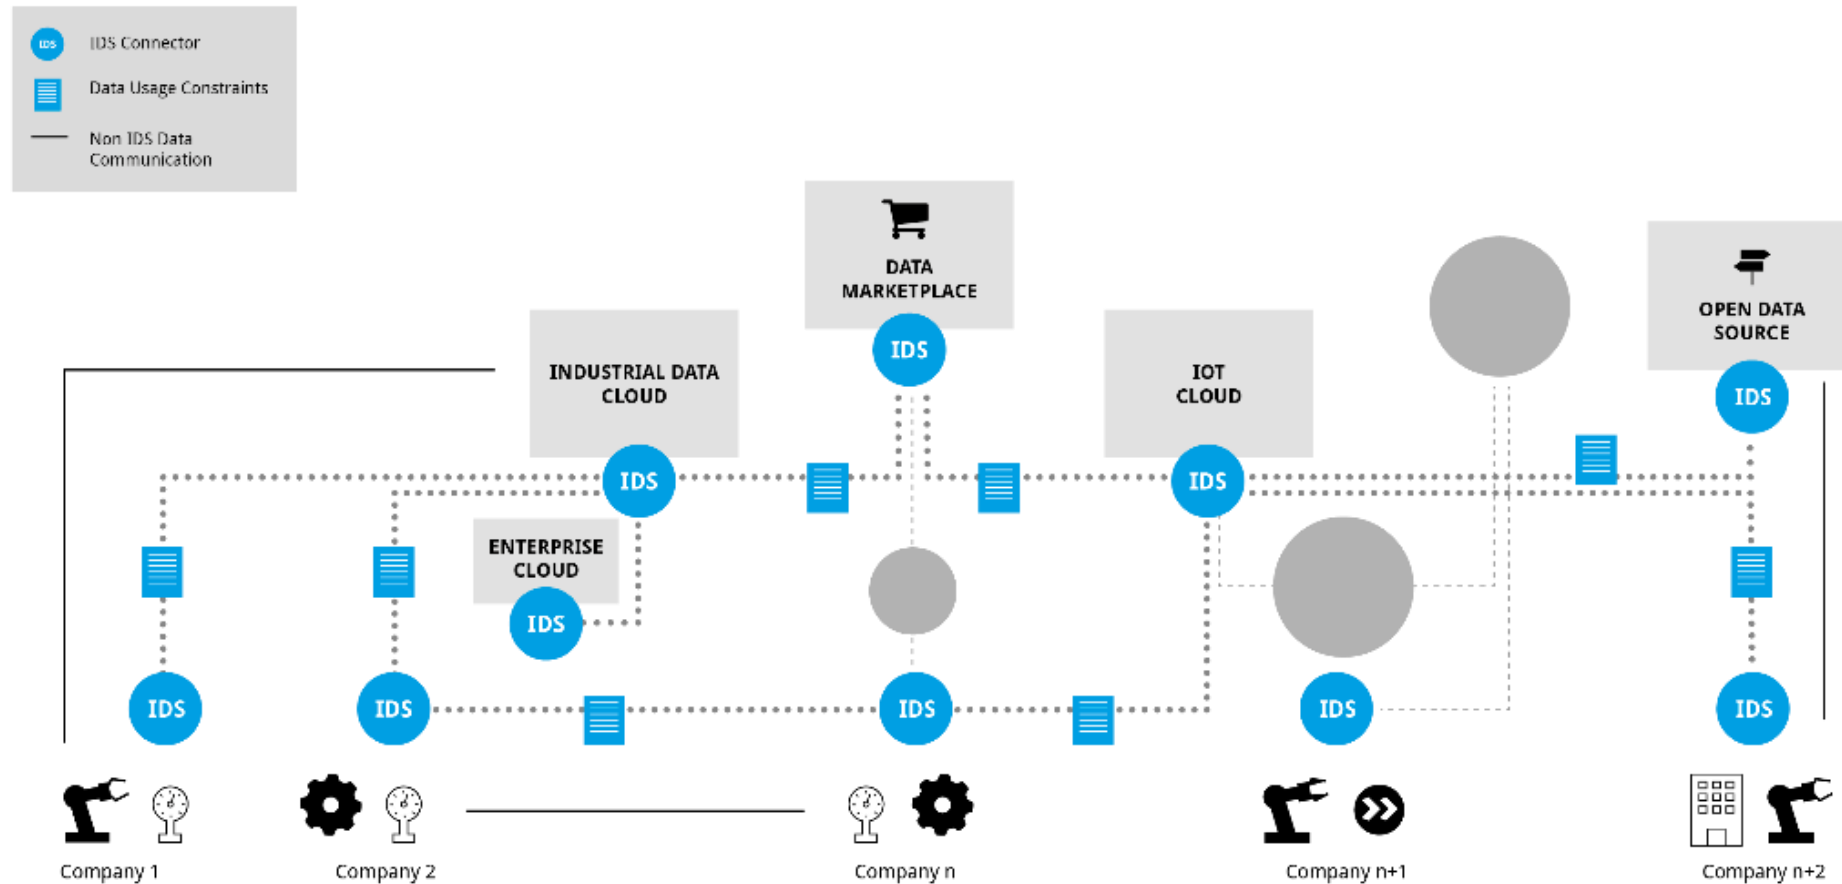 IDS
IDS Connector
Data Usage Constraints
Non IDS Data
Communication
DATA
MARKETPLACE
IDS
OPEN DATA
SOURCE
IDS
INDUSTRIAL DATA
CLOUD
IDS
IOT
CLOUD
IDS
ENTERPRISE
CLOUD
IDS
IDS
IDS
IDS
IDS
IDS
Company 1
Company 2
Company n
Company n+1
Company n+2